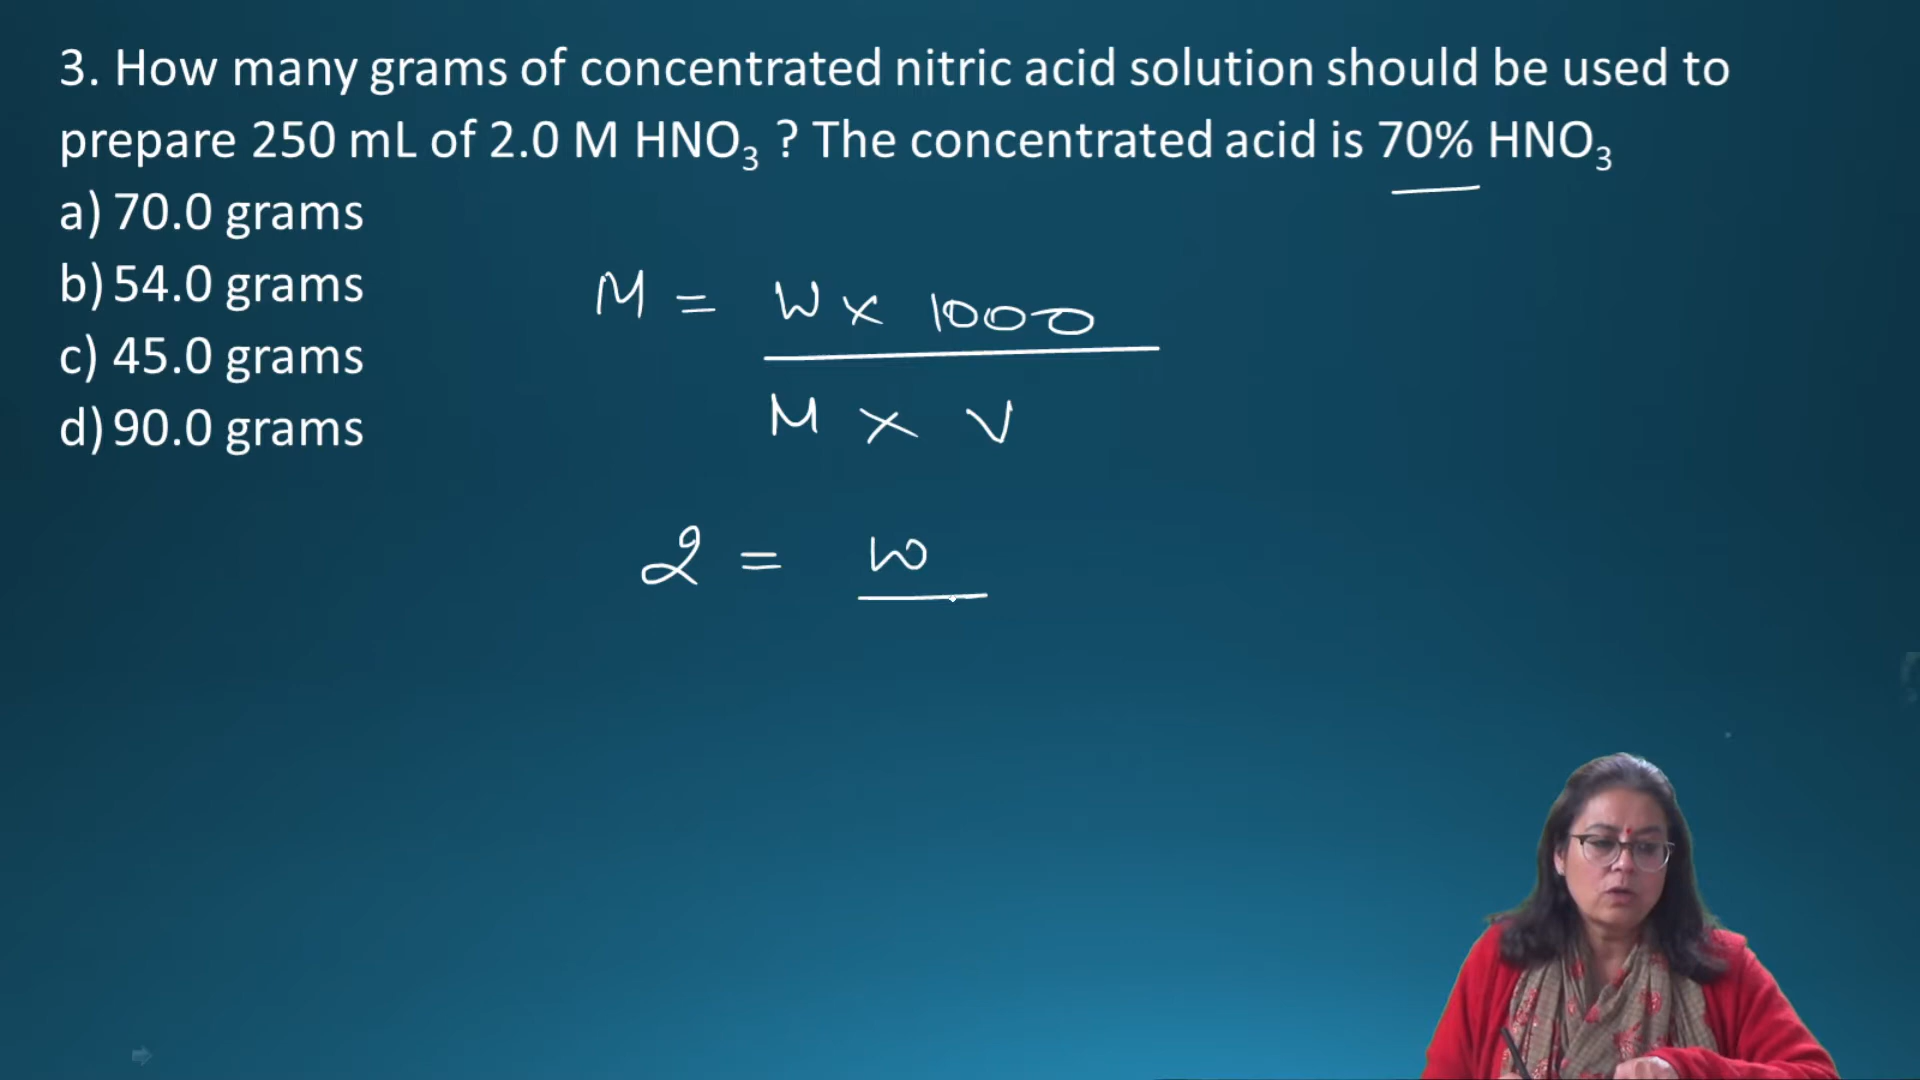 3. How many grams of concentrated nitric acid solution should be used to
prepare 250 mL of 2.0 M HNO₃ ? The concentrated acid is 70% HNO₃
a) 70.0 grams
b) 54.0 grams
c) 45.0 grams
d) 90.0 grams
M = W x 1000
M x V
2 = w